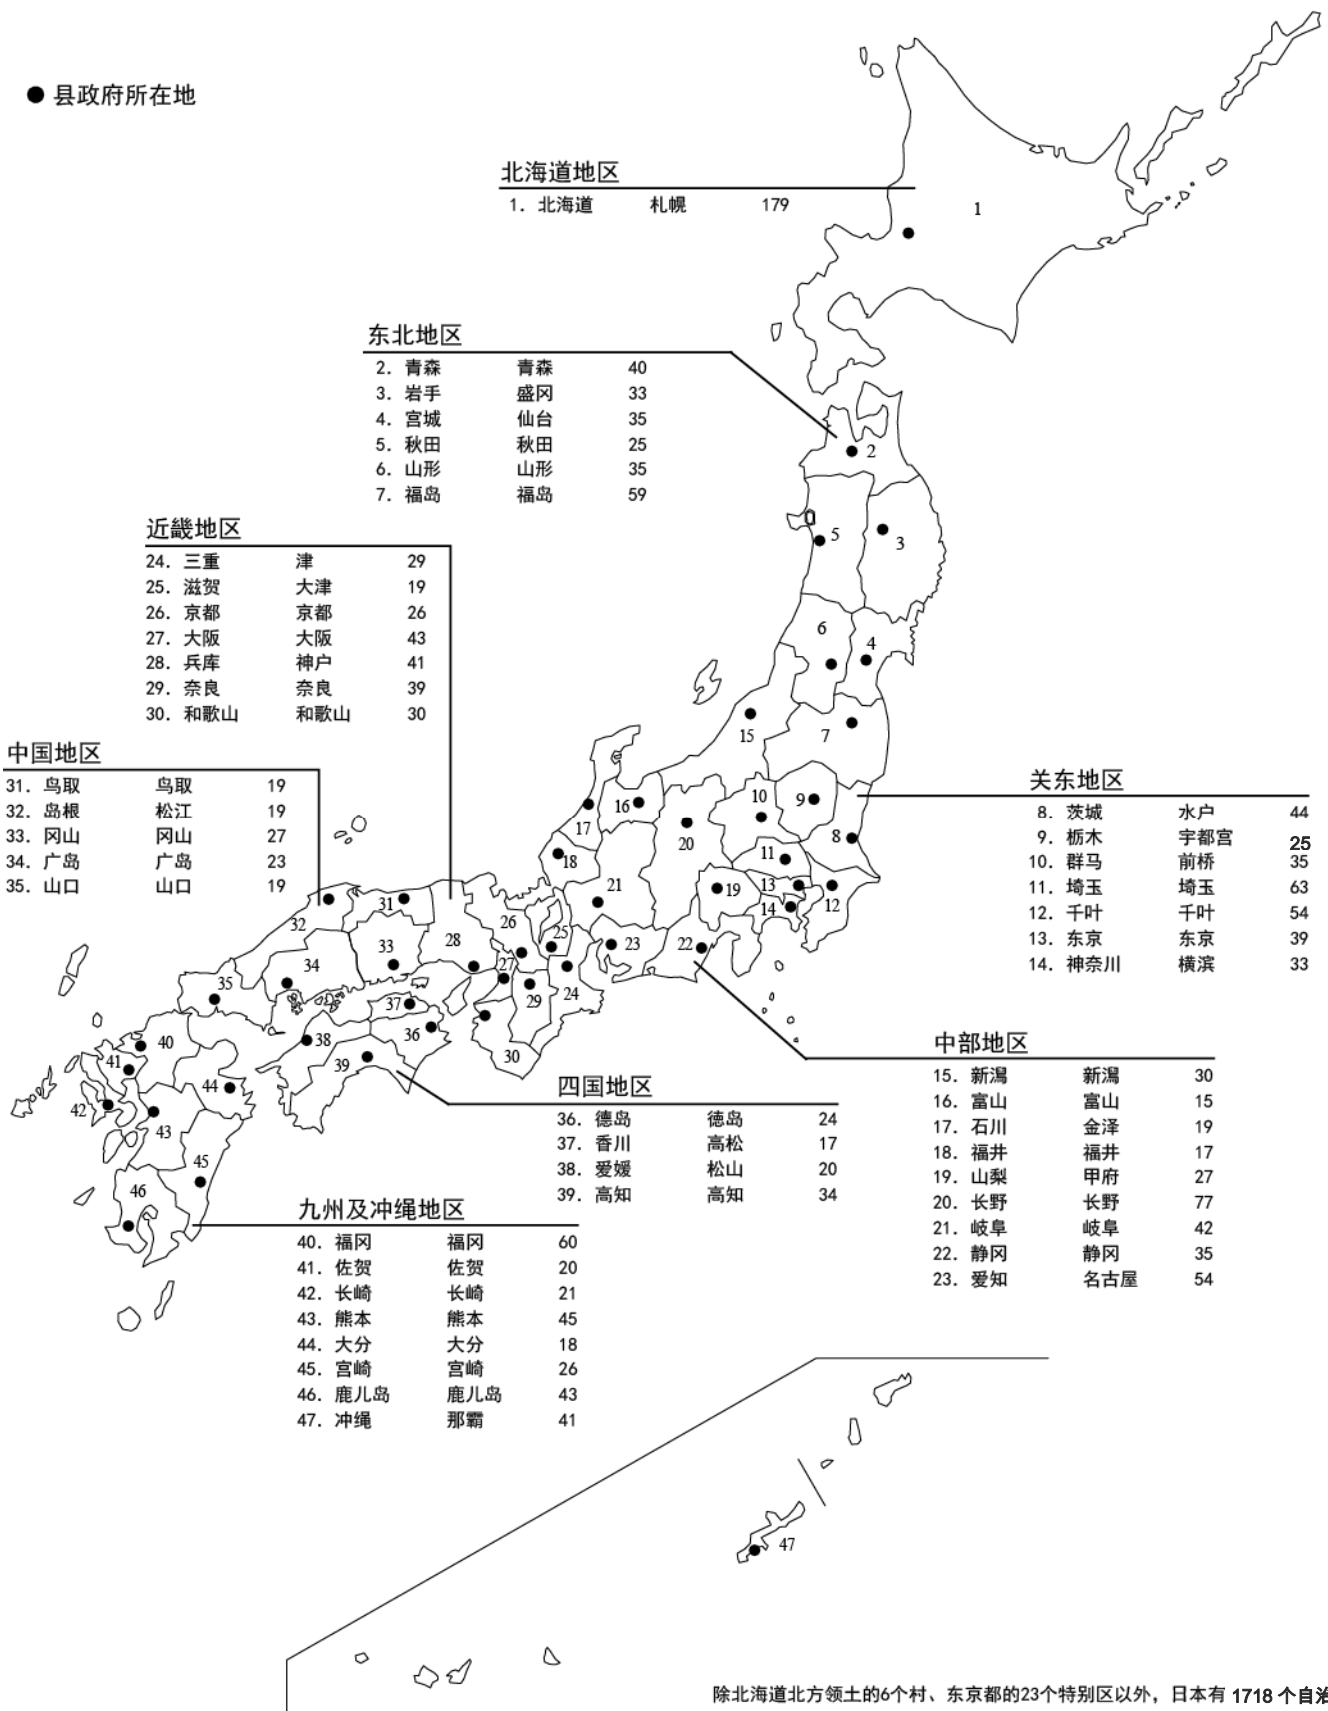 ● 县政府所在地
北海道地区
1. 北海道 札幌 179
东北地区
2. 青森 青森 40
3. 岩手 盛冈 33
4. 宫城 仙台 35
5. 秋田 秋田 25
6. 山形 山形 35
7. 福岛 福岛 59
近畿地区
24. 三重 津 29
25. 滋贺 大津 19
26. 京都 京都 26
27. 大阪 大阪 43
28. 兵库 神户 41
29. 奈良 奈良 39
30. 和歌山 和歌山 30
中国地区
31. 鸟取 鸟取 19
32. 岛根 松江 19
33. 冈山 冈山 27
34. 广岛 广岛 23
35. 山口 山口 19
关东地区
8. 茨城 水户 44
9. 栃木 宇都宫 25
10. 群马 前桥 35
11. 埼玉 埼玉 63
12. 千叶 千叶 54
13. 东京 东京 39
14. 神奈川 横滨 33
中部地区
15. 新潟 新潟 30
16. 富山 富山 15
17. 石川 金泽 19
18. 福井 福井 17
19. 山梨 甲府 27
20. 长野 长野 77
21. 岐阜 岐阜 42
22. 静冈 静冈 35
23. 爱知 名古屋 54
四国地区
36. 德岛 德岛 24
37. 香川 高松 17
38. 爱媛 松山 20
39. 高知 高知 34
九州及冲绳地区
40. 福冈 福冈 60
41. 佐贺 佐贺 20
42. 长崎 长崎 21
43. 熊本 熊本 45
44. 大分 大分 18
45. 宫崎 宫崎 26
46. 鹿儿岛 鹿儿岛 43
47. 冲绳 那霸 41
1
2
3
5
6
4
7
15
9
10
8
16
17
20
18
11
21
19
13
12
14
31
32
26
25
33
28
23
22
34
27
35
24
29
37
36
38
40
39
30
41
44
42
43
45
46
47
除北海道北方领土的6个村、东京都的23个特别区以外，日本有 1718 个自治